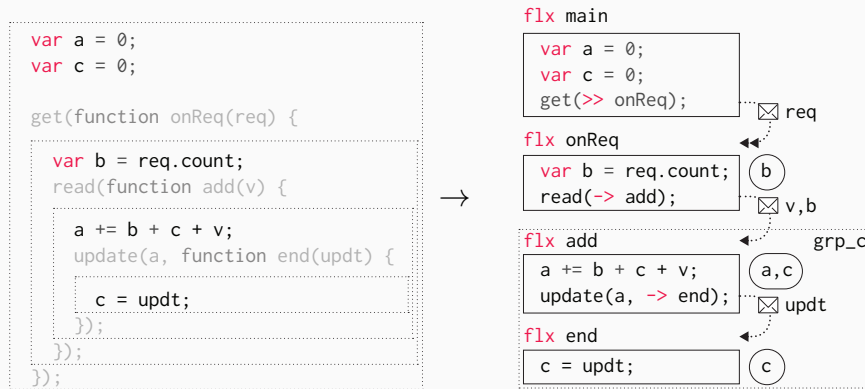 var a = 0;
var c = 0;
get(function onReq(req) {
var b = req.count;
read(function add(v) {
a += b + c + v;
update(a, function end(updt) {
c = updt;
});
});
});
→
flx main
var a = 0;
var c = 0;
get(>> onReq);
req
flx onReq
var b = req.count;
read(-> add);
b
v,b
flx add
grp_c
a += b + c + v;
update(a, -> end);
a,c
updt
flx end
c = updt;
c